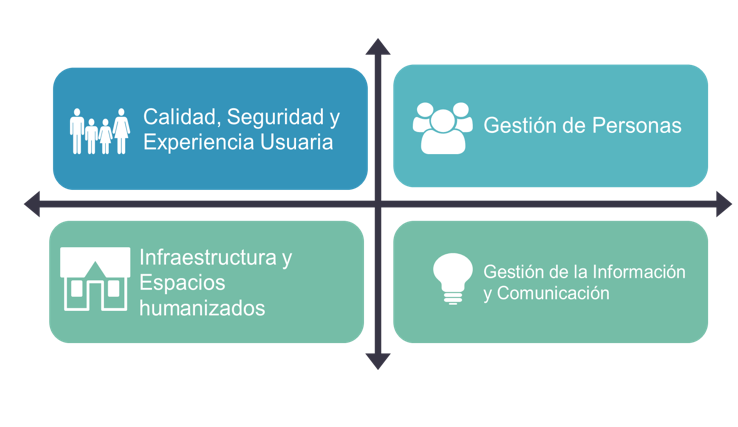 Calidad, Seguridad y
Experiencia Usuaria
Gestión de Personas
Infraestructura y
Espacios
humanizados
Gestión de la Información
y Comunicación